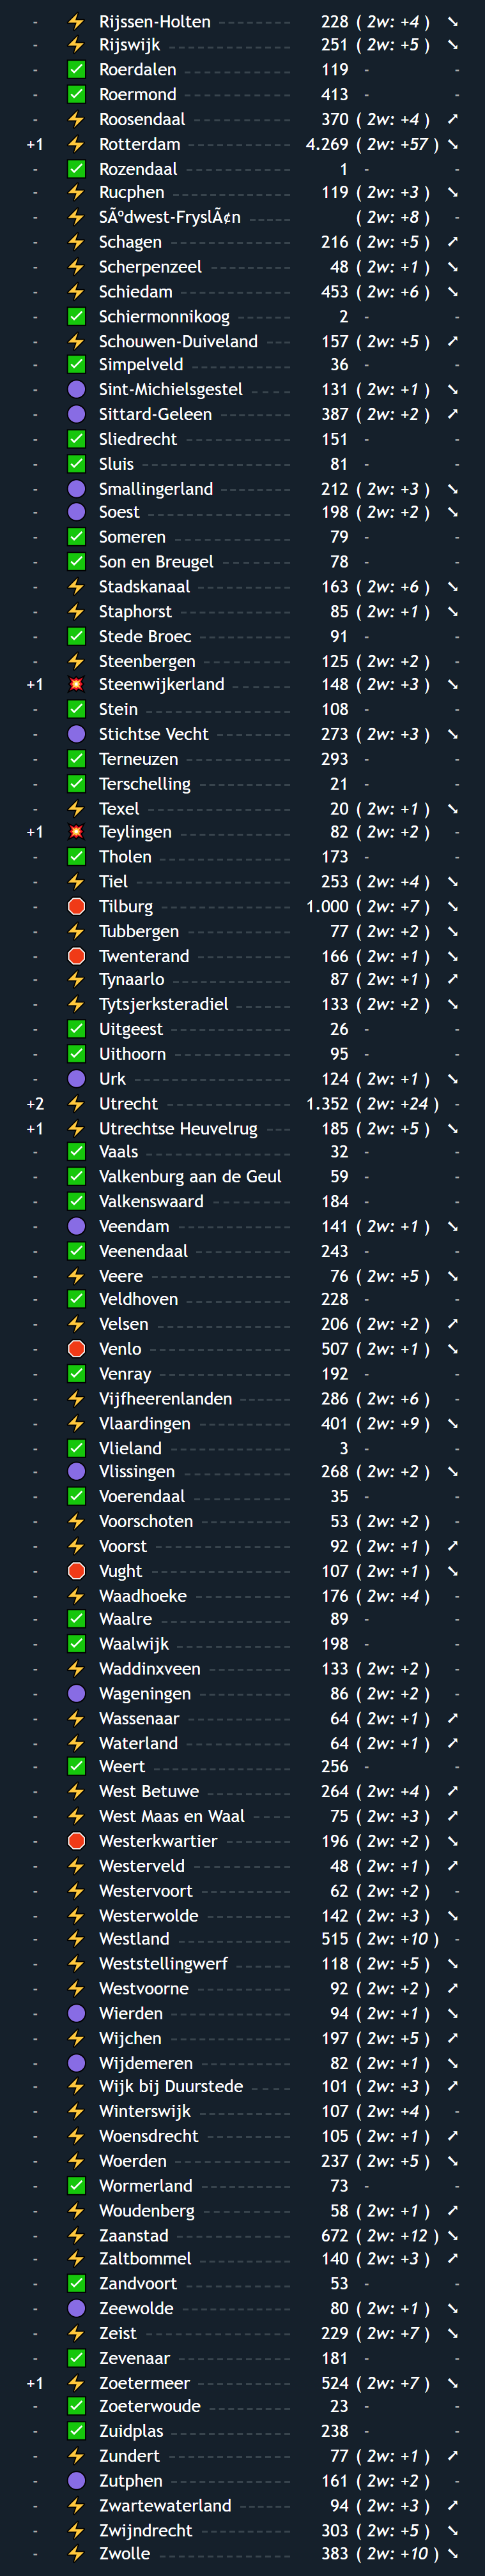 - ⚡ Rijssen-Holten 228 ( 2w: +4 ) ➘
- ⚡ Rijswijk 251 ( 2w: +5 ) ➘
- ✅ Roerdalen 119 - -
- ✅ Roermond 413 - -
- ⚡ Roosendaal 370 ( 2w: +4 ) ➚
+1 ⚡ Rotterdam 4.269 ( 2w: +57 ) ➘
- ✅ Rozendaal 1 - -
- ⚡ Rucphen 119 ( 2w: +3 ) ➘
- ⚡ SÃºdwest-FryslÃ¢n ( 2w: +8 ) -
- ⚡ Schagen 216 ( 2w: +5 ) ➚
- ⚡ Scherpenzeel 48 ( 2w: +1 ) ➘
- ⚡ Schiedam 453 ( 2w: +6 ) ➘
- ✅ Schiermonnikoog 2 - -
- ⚡ Schouwen-Duiveland 157 ( 2w: +5 ) ➚
- ✅ Simpelveld 36 - -
- 🟣 Sint-Michielsgestel 131 ( 2w: +1 ) ➘
- 🟣 Sittard-Geleen 387 ( 2w: +2 ) ➚
- ✅ Sliedrecht 151 - -
- ✅ Sluis 81 - -
- 🟣 Smallingerland 212 ( 2w: +3 ) ➘
- 🟣 Soest 198 ( 2w: +2 ) ➘
- ✅ Someren 79 - -
- ✅ Son en Breugel 78 - -
- ⚡ Stadskanaal 163 ( 2w: +6 ) ➘
- ⚡ Staphorst 85 ( 2w: +1 ) ➘
- ✅ Stede Broec 91 - -
- ⚡ Steenbergen 125 ( 2w: +2 ) -
+1 💥 Steenwijkerland 148 ( 2w: +3 ) ➘
- ✅ Stein 108 - -
- 🟣 Stichtse Vecht 273 ( 2w: +3 ) ➘
- ✅ Terneuzen 293 - -
- ✅ Terschelling 21 - -
- ⚡ Texel 20 ( 2w: +1 ) ➘
+1 💥 Teylingen 82 ( 2w: +2 ) -
- ✅ Tholen 173 - -
- ⚡ Tiel 253 ( 2w: +4 ) ➘
- 🛑 Tilburg 1.000 ( 2w: +7 ) ➘
- ⚡ Tubbergen 77 ( 2w: +2 ) ➘
- 🛑 Twenterand 166 ( 2w: +1 ) ➘
- ⚡ Tynaarlo 87 ( 2w: +1 ) ➚
- ⚡ Tytsjerksteradiel 133 ( 2w: +2 ) ➘
- ✅ Uitgeest 26 - -
- ✅ Uithoorn 95 - -
- 🟣 Urk 124 ( 2w: +1 ) ➘
+2 ⚡ Utrecht 1.352 ( 2w: +24 ) -
+1 ⚡ Utrechtse Heuvelrug 185 ( 2w: +5 ) ➘
- ✅ Vaals 32 - -
- ✅ Valkenburg aan de Geul 59 - -
- ✅ Valkenswaard 184 - -
- 🟣 Veendam 141 ( 2w: +1 ) ➘
- ✅ Veenendaal 243 - -
- ⚡ Veere 76 ( 2w: +5 ) ➘
- ✅ Veldhoven 228 - -
- ⚡ Velsen 206 ( 2w: +2 ) ➚
- 🛑 Venlo 507 ( 2w: +1 ) ➘
- ✅ Venray 192 - -
- ⚡ Vijfheerenlanden 286 ( 2w: +6 ) -
- ⚡ Vlaardingen 401 ( 2w: +9 ) ➘
- ✅ Vlieland 3 - -
- 🟣 Vlissingen 268 ( 2w: +2 ) ➘
- ✅ Voerendaal 35 - -
- ⚡ Voorschoten 53 ( 2w: +2 ) -
- ⚡ Voorst 92 ( 2w: +1 ) ➚
- 🛑 Vught 107 ( 2w: +1 ) ➘
- ⚡ Waadhoeke 176 ( 2w: +4 ) -
- ✅ Waalre 89 - -
- ✅ Waalwijk 198 - -
- ⚡ Waddinxveen 133 ( 2w: +2 ) -
- 🟣 Wageningen 86 ( 2w: +2 ) -
- ⚡ Wassenaar 64 ( 2w: +1 ) ➚
- ⚡ Waterland 64 ( 2w: +1 ) ➚
- ✅ Weert 256 - -
- ⚡ West Betuwe 264 ( 2w: +4 ) ➚
- ⚡ West Maas en Waal 75 ( 2w: +3 ) ➚
- 🛑 Westerkwartier 196 ( 2w: +2 ) ➘
- ⚡ Westerveld 48 ( 2w: +1 ) ➚
- ⚡ Westervoort 62 ( 2w: +2 ) -
- ⚡ Westerwolde 142 ( 2w: +3 ) ➘
- ⚡ Westland 515 ( 2w: +10 ) -
- ⚡ Weststellingwerf 118 ( 2w: +5 ) ➘
- ⚡ Westvoorne 92 ( 2w: +2 ) ➚
- 🟣 Wierden 94 ( 2w: +1 ) ➘
- ⚡ Wijchen 197 ( 2w: +5 ) ➚
- 🟣 Wijdemeren 82 ( 2w: +1 ) ➘
- ⚡ Wijk bij Duurstede 101 ( 2w: +3 ) ➚
- ⚡ Winterswijk 107 ( 2w: +4 ) -
- ⚡ Woensdrecht 105 ( 2w: +1 ) ➚
- ⚡ Woerden 237 ( 2w: +5 ) ➘
- ✅ Wormerland 73 - -
- ⚡ Woudenberg 58 ( 2w: +1 ) ➚
- ⚡ Zaanstad 672 ( 2w: +12 ) ➘
- ⚡ Zaltbommel 140 ( 2w: +3 ) ➚
- ✅ Zandvoort 53 - -
- 🟣 Zeewolde 80 ( 2w: +1 ) ➘
- ⚡ Zeist 229 ( 2w: +7 ) ➘
- ✅ Zevenaar 181 - -
+1 ⚡ Zoetermeer 524 ( 2w: +7 ) ➘
- ✅ Zoeterwoude 23 - -
- ✅ Zuidplas 238 - -
- ⚡ Zundert 77 ( 2w: +1 ) ➚
- 🟣 Zutphen 161 ( 2w: +2 ) -
- ⚡ Zwartewaterland 94 ( 2w: +3 ) ➚
- ⚡ Zwijndrecht 303 ( 2w: +5 ) ➘
- ⚡ Zwolle 383 ( 2w: +10 ) ➘